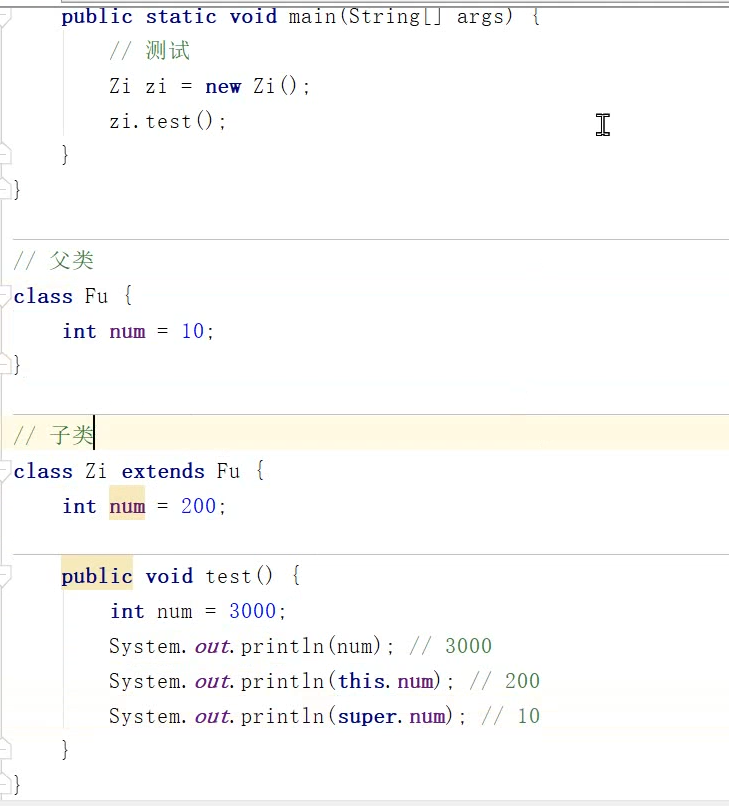 public static void main(String[] args) {
// 测试
Zi zi = new Zi();
zi.test();
}
}
// 父类
class Fu {
int num = 10;
}
// 子类
class Zi extends Fu {
int num = 200;
public void test() {
int num = 3000;
System.out.println(num); // 3000
System.out.println(this.num); // 200
System.out.println(super.num); // 10
}
}